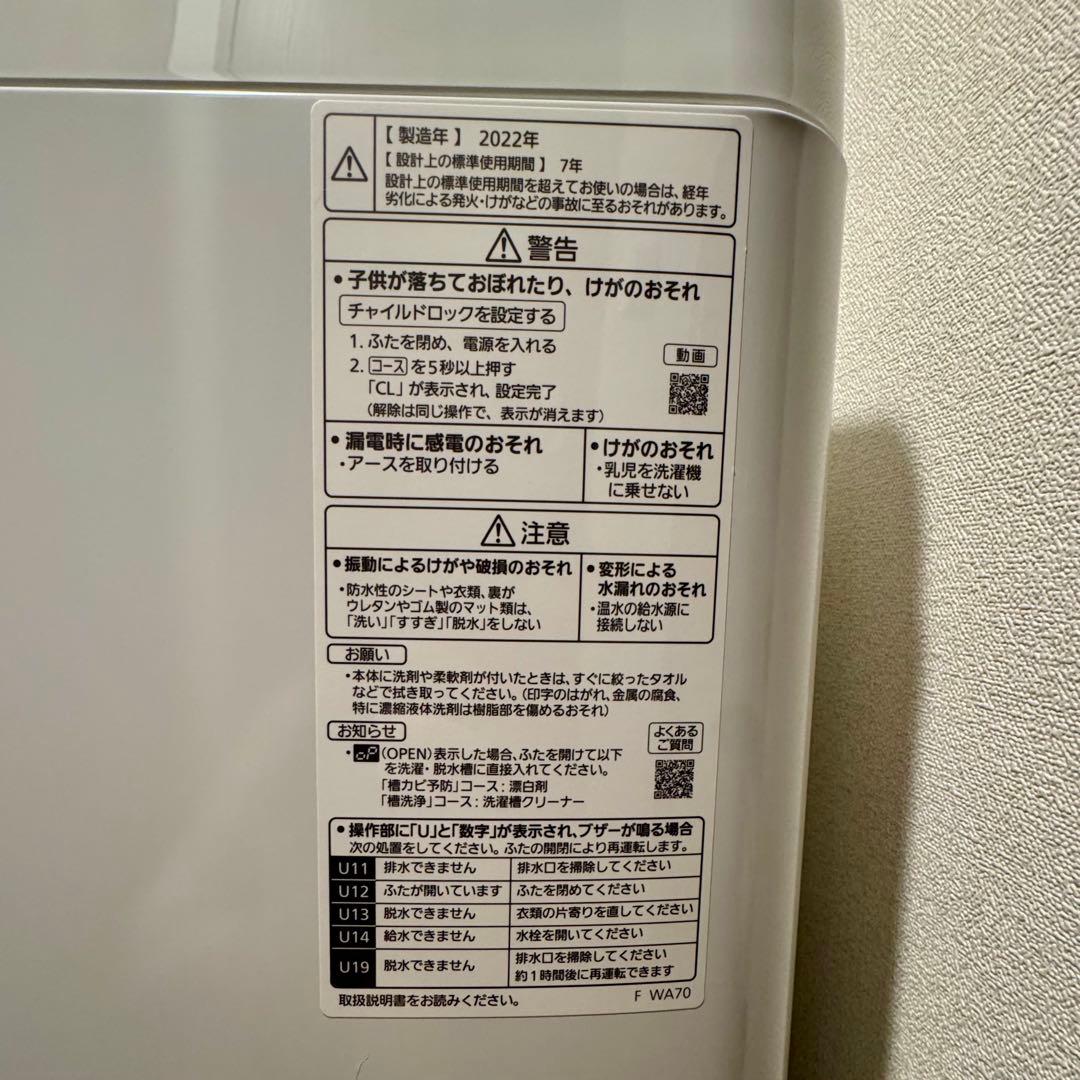 【製造年】 2022年
【設計上の標準使用期間】 7年
設計上の標準使用期間を超えてお使いの場合は、経年
劣化による発火・けがなどの事故に至るおそれがあります。
警告
・子供が落ちておぼれたり、けがのおそれ
チャイルドロックを設定する
1. ふたを閉め、電源を入れる
2. コースを5秒以上押す
「CL」が表示され、設定完了
(解除は同じ操作で、表示が消えます)
動画
・漏電時に感電のおそれ
・アースを取り付ける
・けがのおそれ
・乳児を洗濯機
に乗せない
注意
・振動によるけがや破損のおそれ
・防水性のシートや衣類、裏が
ウレタンやゴム製のマット類は、
「洗い」「すすぎ」「脱水」をしない
・変形による
水漏れのおそれ
・温水の給水源に
接続しない
お願い
・本体に洗剤や柔軟剤が付いたときは、すぐに絞ったタオル
などで拭き取ってください。(印字のはがれ、金属の腐食、
特に濃縮液体洗剤は樹脂部を傷めるおそれ)
お知らせ
・oP(OPEN)表示した場合、ふたを開けて以下
を洗濯・脱水槽に直接入れてください。
「槽カビ予防」コース:漂白剤
「槽洗浄」コース:洗濯槽クリーナー
よくある
ご質問
・操作部に「U」と「数字」が表示され、ブザーが鳴る場合
次の処置をしてください。ふたの開閉により再運転します。
U11 排水できません 排水口を掃除してください
U12 ふたが開いています ふたを閉めてください
U13 脱水できません 衣類の片寄りを直してください
U14 給水できません 水栓を開いてください
U19 脱水できません 排水口を掃除してください
約1時間後に再運転できます
取扱説明書をお読みください。
F WA70